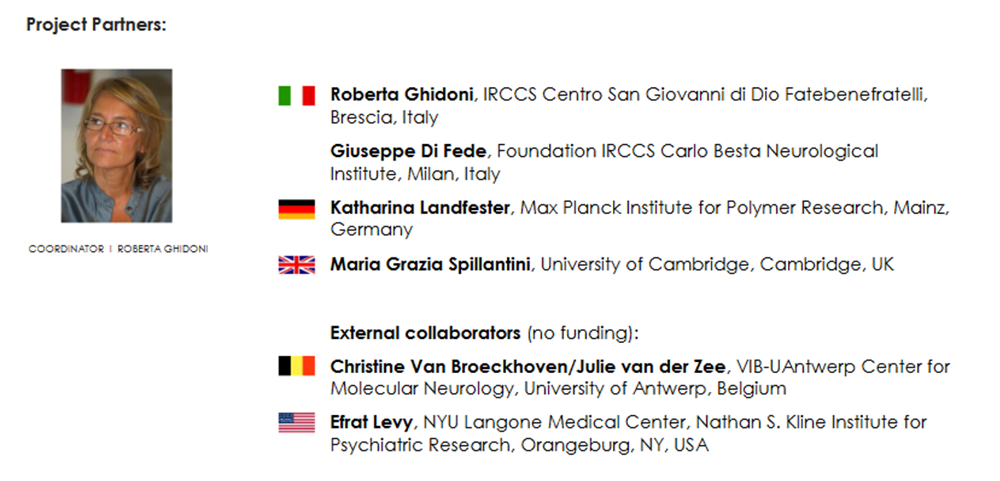 Project Partners:
COORDINATOR I ROBERTA GHIDONI
Roberta Ghidoni, IRCCS Centro San Giovanni di Dio Fatebenefratelli,
Brescia, Italy
Giuseppe Di Fede, Foundation IRCCS Carlo Besta Neurological
Institute, Milan, Italy
Katharina Landfester, Max Planck Institute for Polymer Research, Mainz,
Germany
Maria Grazia Spillantini, University of Cambridge, Cambridge, UK
External collaborators (no funding):
Christine Van Broeckhoven/Julie van der Zee, VIB-UAntwerp Center for
Molecular Neurology, University of Antwerp, Belgium
Efrat Levy, NYU Langone Medical Center, Nathan S. Kline Institute for
Psychiatric Research, Orangeburg, NY, USA